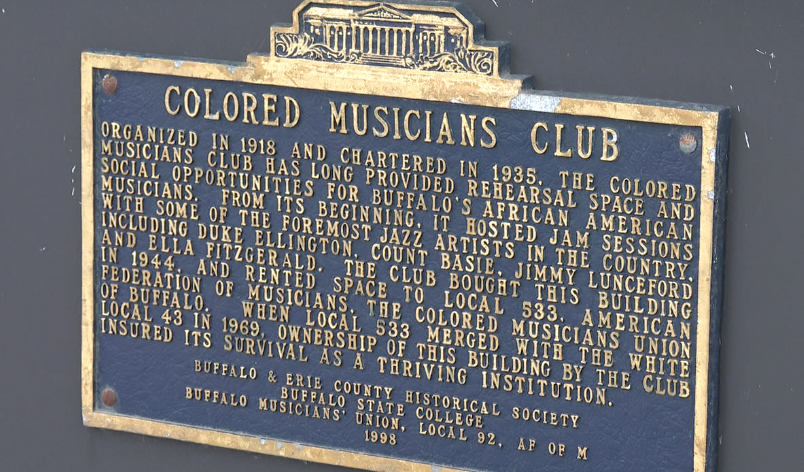 COLORED MUSICIANS CLUB
ORGANIZED IN 1918 AND CHARTERED IN 1935, THE COLORED
MUSICIANS CLUB HAS LONG PROVIDED REHEARSAL SPACE AND
SOCIAL OPPORTUNITIES FOR BUFFALO'S AFRICAN AMERICAN
MUSICIANS. FROM ITS BEGINNING, IT HOSTED JAM SESSIONS
WITH SOME OF THE FOREMOST JAZZ ARTISTS IN THE COUNTRY,
INCLUDING DUKE ELLINGTON, COUNT BASIE, JIMMY LUNCEFORD
AND ELLA FITZGERALD. THE CLUB BOUGHT THIS BUILDING
IN 1944, AND RENTED SPACE TO LOCAL 533, AMERICAN
FEDERATION OF MUSICIANS, THE COLORED MUSICIANS UNION
OF BUFFALO. WHEN LOCAL 533 MERGED WITH THE WHITE
LOCAL 43 IN 1969, OWNERSHIP OF THIS BUILDING BY THE CLUB
INSURED ITS SURVIVAL AS A THRIVING INSTITUTION.
BUFFALO & ERIE COUNTY HISTORICAL SOCIETY
BUFFALO STATE COLLEGE
BUFFALO MUSICIANS' UNION, LOCAL 92, AF OF M
1998